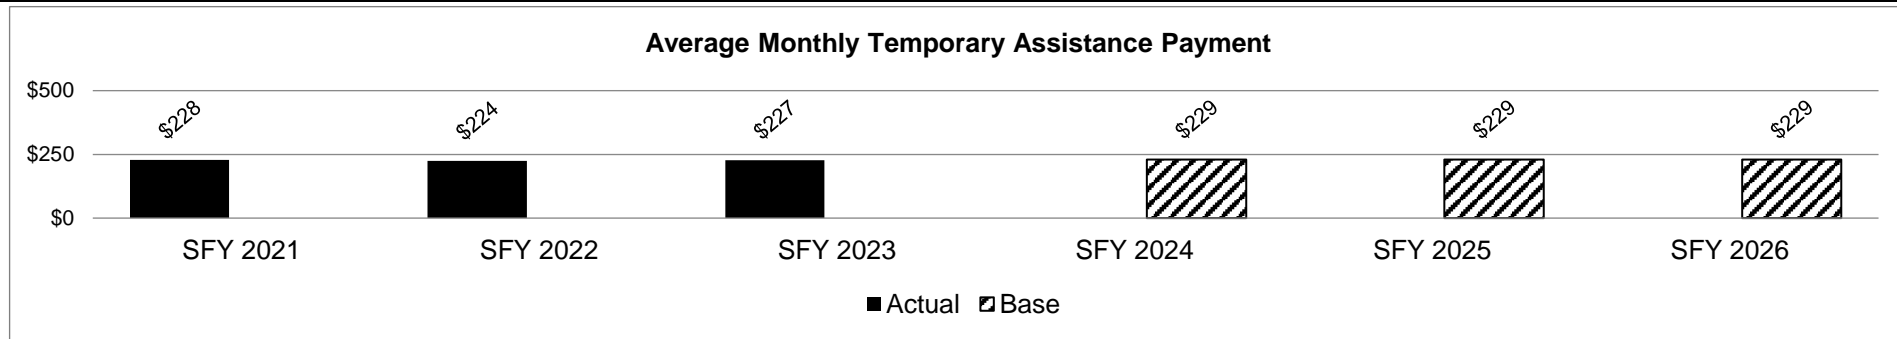 Average Monthly Temporary Assistance Payment
$500
$228 $224 $227 $229 $229 $229
$250
$0
SFY 2021 SFY 2022 SFY 2023 SFY 2024 SFY 2025 SFY 2026
Actual Base